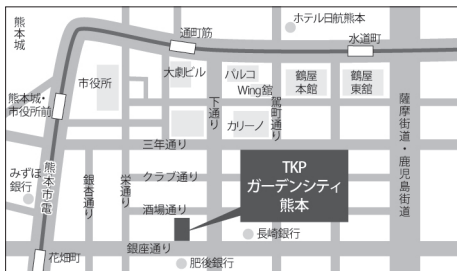 熊本城
通町筋
ホテル日航熊本
水道町
市役所
大劇ビル
パルコ
Wing館
鶴屋
本館
鶴屋
東館
熊本城・
市役所前
下通り
カリーノ
駕町通り
薩摩街道・鹿児島街道
三年通り
みずほ
銀行
熊本市電
銀杏通り
栄通り
クラブ通り
TKP
ガーデンシティ
熊本
酒場通り
長崎銀行
銀座通り
花畑町
肥後銀行